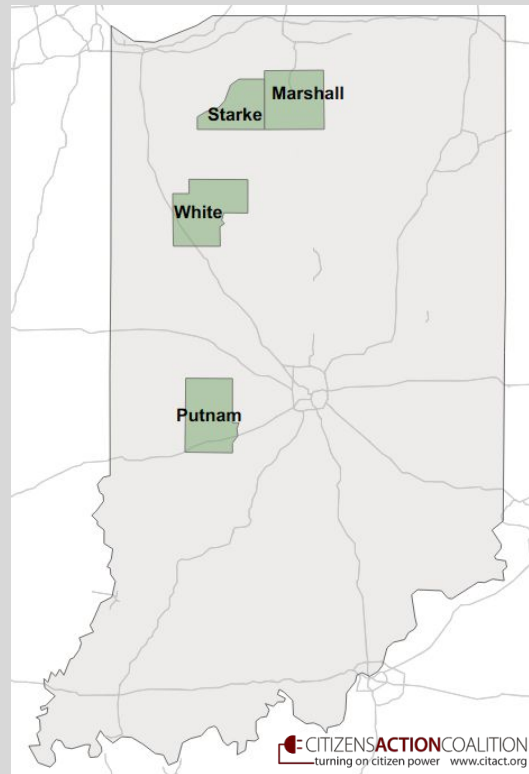 Marshall
Starke
White
Putnam
CITIZENSACTIONCOALITION
turning on citizen power www.citact.org